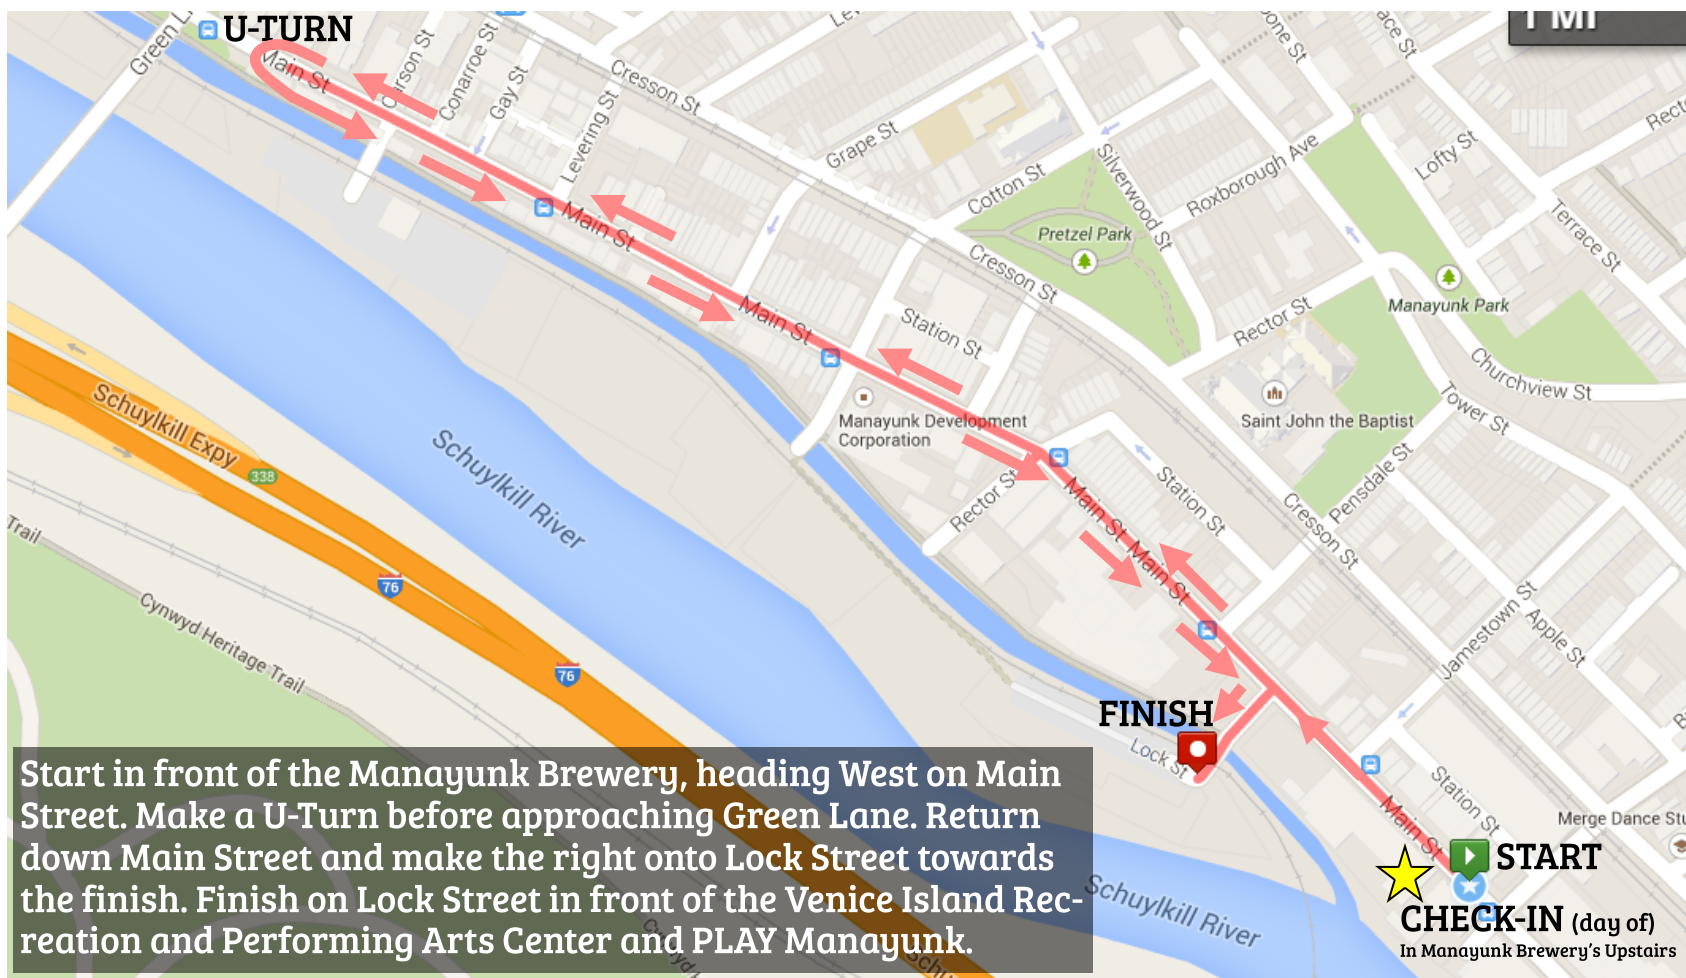 1 MI
U-TURN
Green L
Main St
Carson St
Conarroe St
Gay St
Levering St
Cresson St
Grape St
Cotton St
Silverwood St
Roxborough Ave
Lofty St
Terrace St
Pretzel Park
Cresson St
Manayunk Park
Rector St
Churchview St
Tower St
Main St
Main St
Station St
Manayunk Development
Corporation
Saint John the Baptist
Pensdale St
Schuylkill Expy
338
Schuylkill River
Rector St
Main St
Main St
Station St
Cresson St
76
76
Trail
Cynwyd Heritage Trail
Jamestown St
Apple St
FINISH
Lock St
Station St
Main St
Merge Dance Stu
START
CHECK-IN (day of)
In Manayunk Brewery's Upstairs
Schuylkill River
Start in front of the Manayunk Brewery, heading West on Main
Street. Make a U-Turn before approaching Green Lane. Return
down Main Street and make the right onto Lock Street towards
the finish. Finish on Lock Street in front of the Venice Island Rec-
reation and Performing Arts Center and PLAY Manayunk.